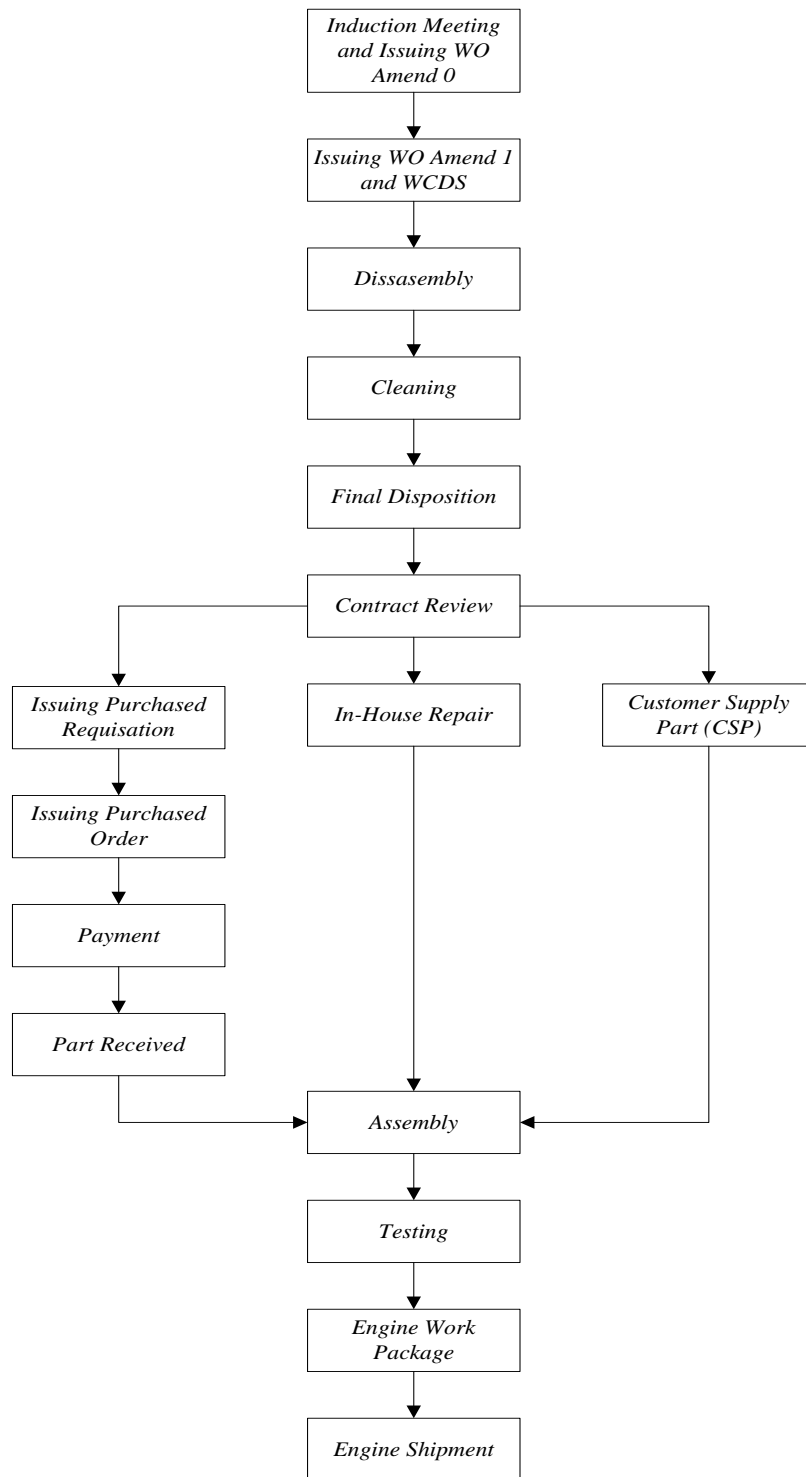 Induction Meeting
and Issuing WO
Amend 0
Issuing WO Amend 1
and WCDS
Dissasembly
Cleaning
Final Disposition
Contract Review
Issuing Purchased
Requisation
In-House Repair
Customer Supply
Part (CSP)
Issuing Purchased
Order
Payment
Part Received
Assembly
Testing
Engine Work
Package
Engine Shipment